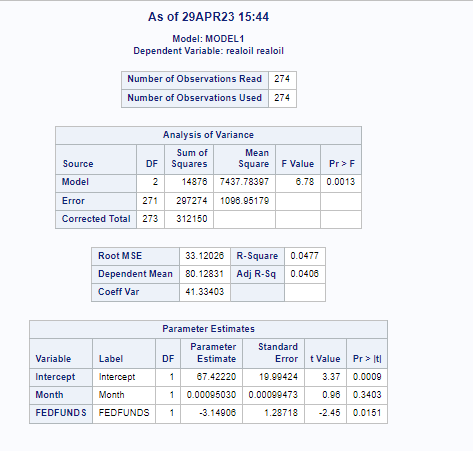 As of 29APR23 15:44
Model: MODEL1
Dependent Variable: realoil realoil
Number of Observations Read 274
Number of Observations Used 274
Analysis of Variance
Source DF Sum of Squares Mean Square F Value Pr > F
Model 2 14876 7437.78397 6.78 0.0013
Error 271 297274 1096.95179
Corrected Total 273 312150
Root MSE 33.12026 R-Square 0.0477
Dependent Mean 80.12831 Adj R-Sq 0.0406
Coeff Var 41.33403
Parameter Estimates
Variable Label DF Parameter Estimate Standard Error t Value Pr > |t|
Intercept Intercept 1 67.42220 19.99424 3.37 0.0009
Month Month 1 0.00095030 0.00099473 0.96 0.3403
FEDFUNDS FEDFUNDS 1 -3.14906 1.28718 -2.45 0.0151